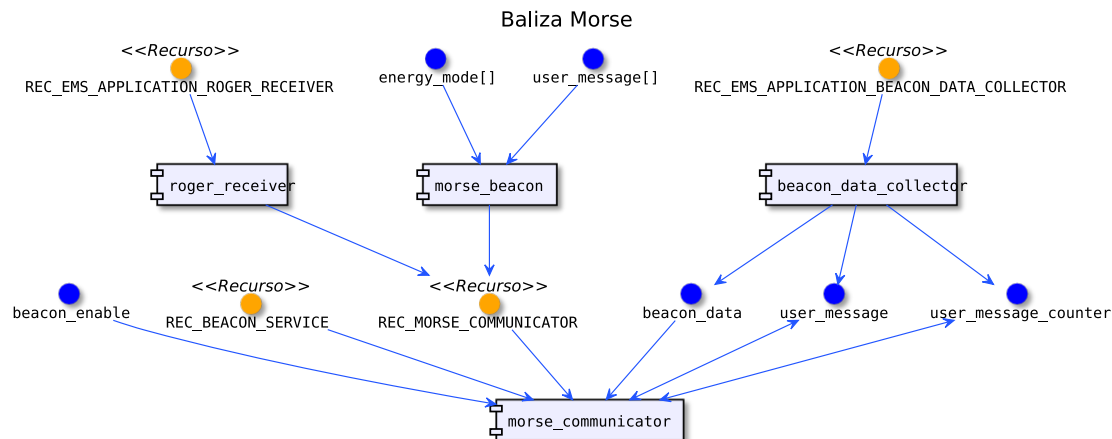 Baliza Morse
<<Recurso>>
REC_EMS_APPLICATION_ROGER_RECEIVER
energy_mode[]
user_message[]
<<Recurso>>
REC_EMS_APPLICATION_BEACON_DATA_COLLECTOR
roger_receiver
morse_beacon
beacon_data_collector
beacon_enable
<<Recurso>>
REC_BEACON_SERVICE
<<Recurso>>
REC_MORSE_COMMUNICATOR
beacon_data
user_message
user_message_counter
morse_communicator